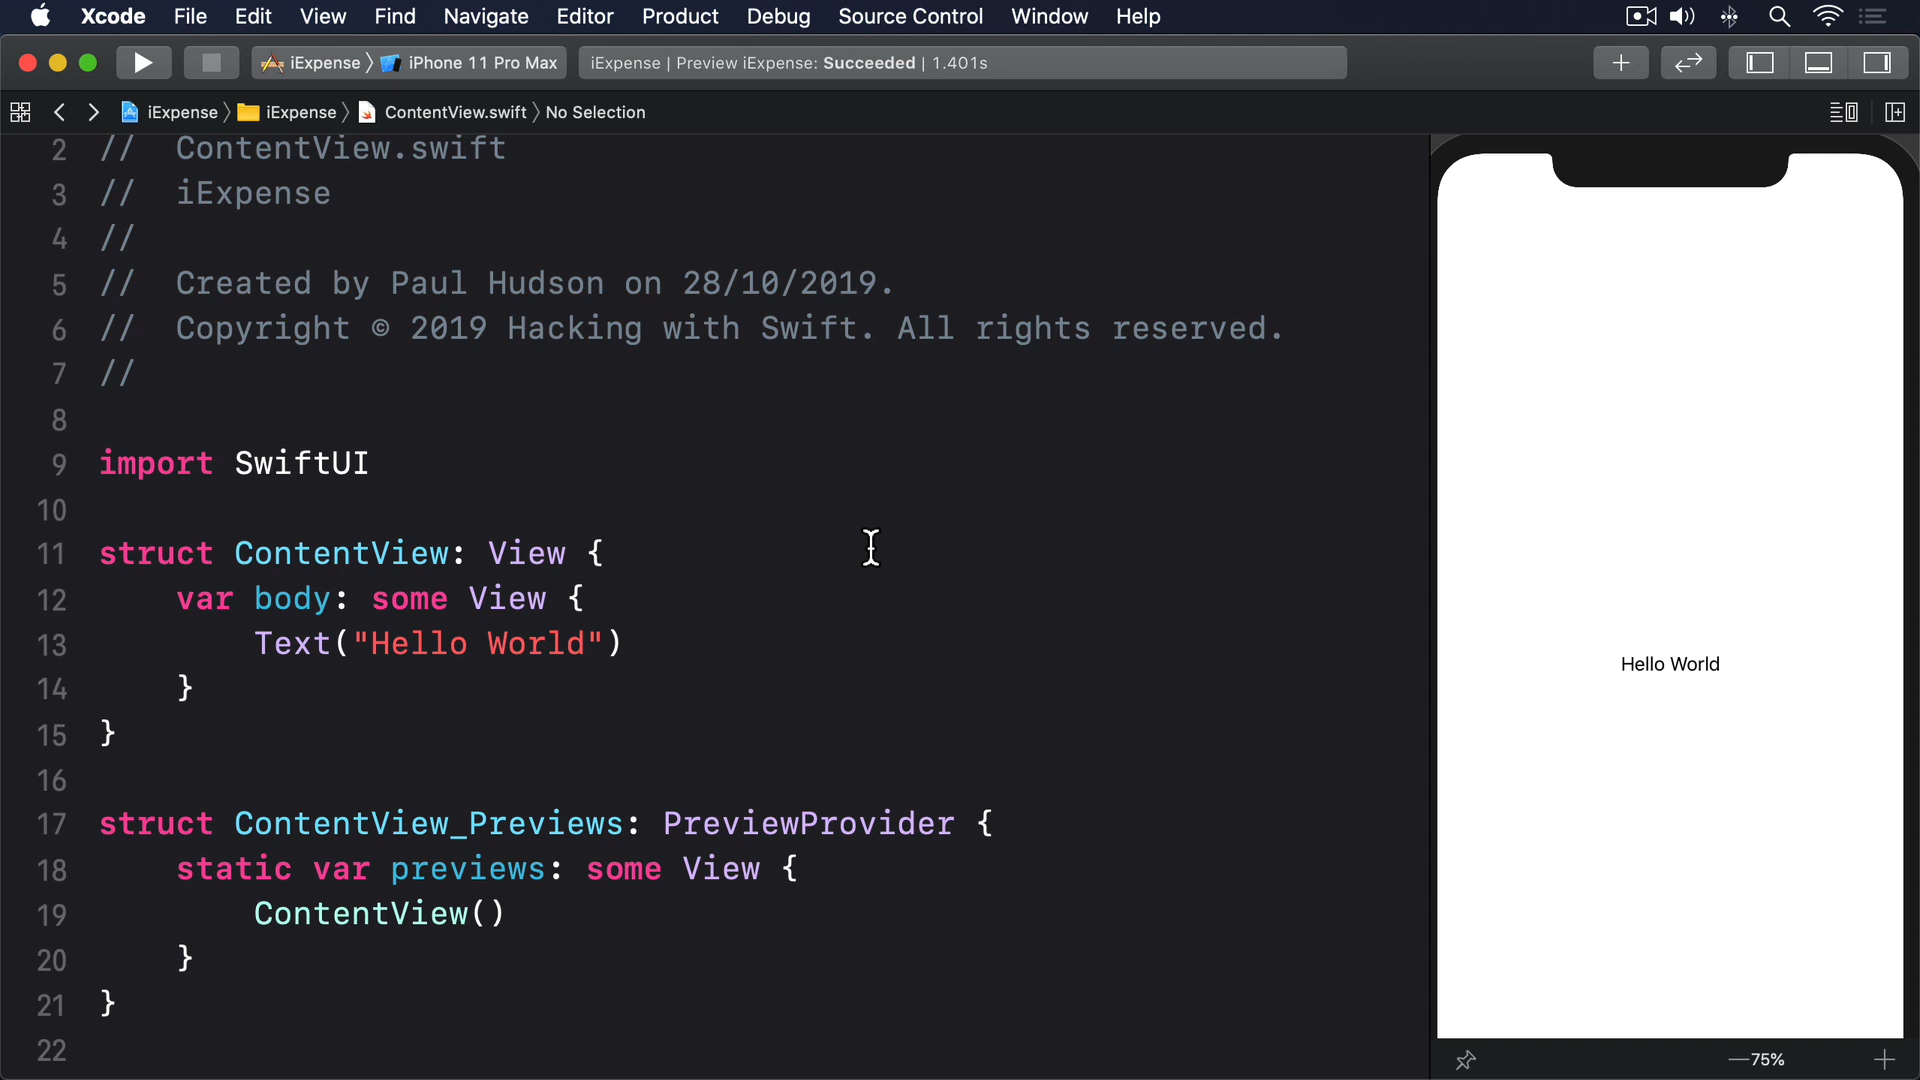 Xcode File Edit View Find Navigate Editor Product Debug Source Control Window Help
iExpense iPhone 11 Pro Max iExpense | Preview iExpense: Succeeded | 1.401s
iExpense iExpense ContentView.swift No Selection
2 // ContentView.swift
3 // iExpense
4 //
5 // Created by Paul Hudson on 28/10/2019.
6 // Copyright © 2019 Hacking with Swift. All rights reserved.
7 //
8
9 import SwiftUI
10
11 struct ContentView: View {
12 var body: some View {
13 Text("Hello World")
14 }
15 }
16
17 struct ContentView_Previews: PreviewProvider {
18 static var previews: some View {
19 ContentView()
20 }
21 }
22
Hello World
75%